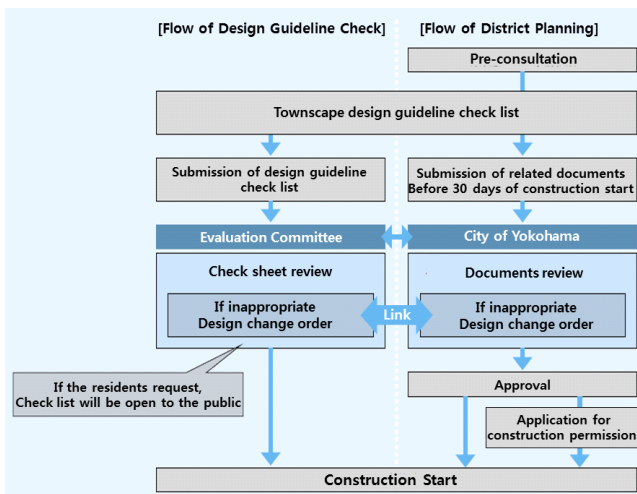 [Flow of Design Guideline Check]
[Flow of District Planning]
Pre-consultation
Townscape design guideline check list
Submission of design guideline
check list
Submission of related documents
Before 30 days of construction start
Evaluation Committee
City of Yokohama
Check sheet review
Documents review
If inappropriate
Design change order
Link
If inappropriate
Design change order
If the residents request,
Check list will be open to the public
Approval
Application for
construction permission
Construction Start